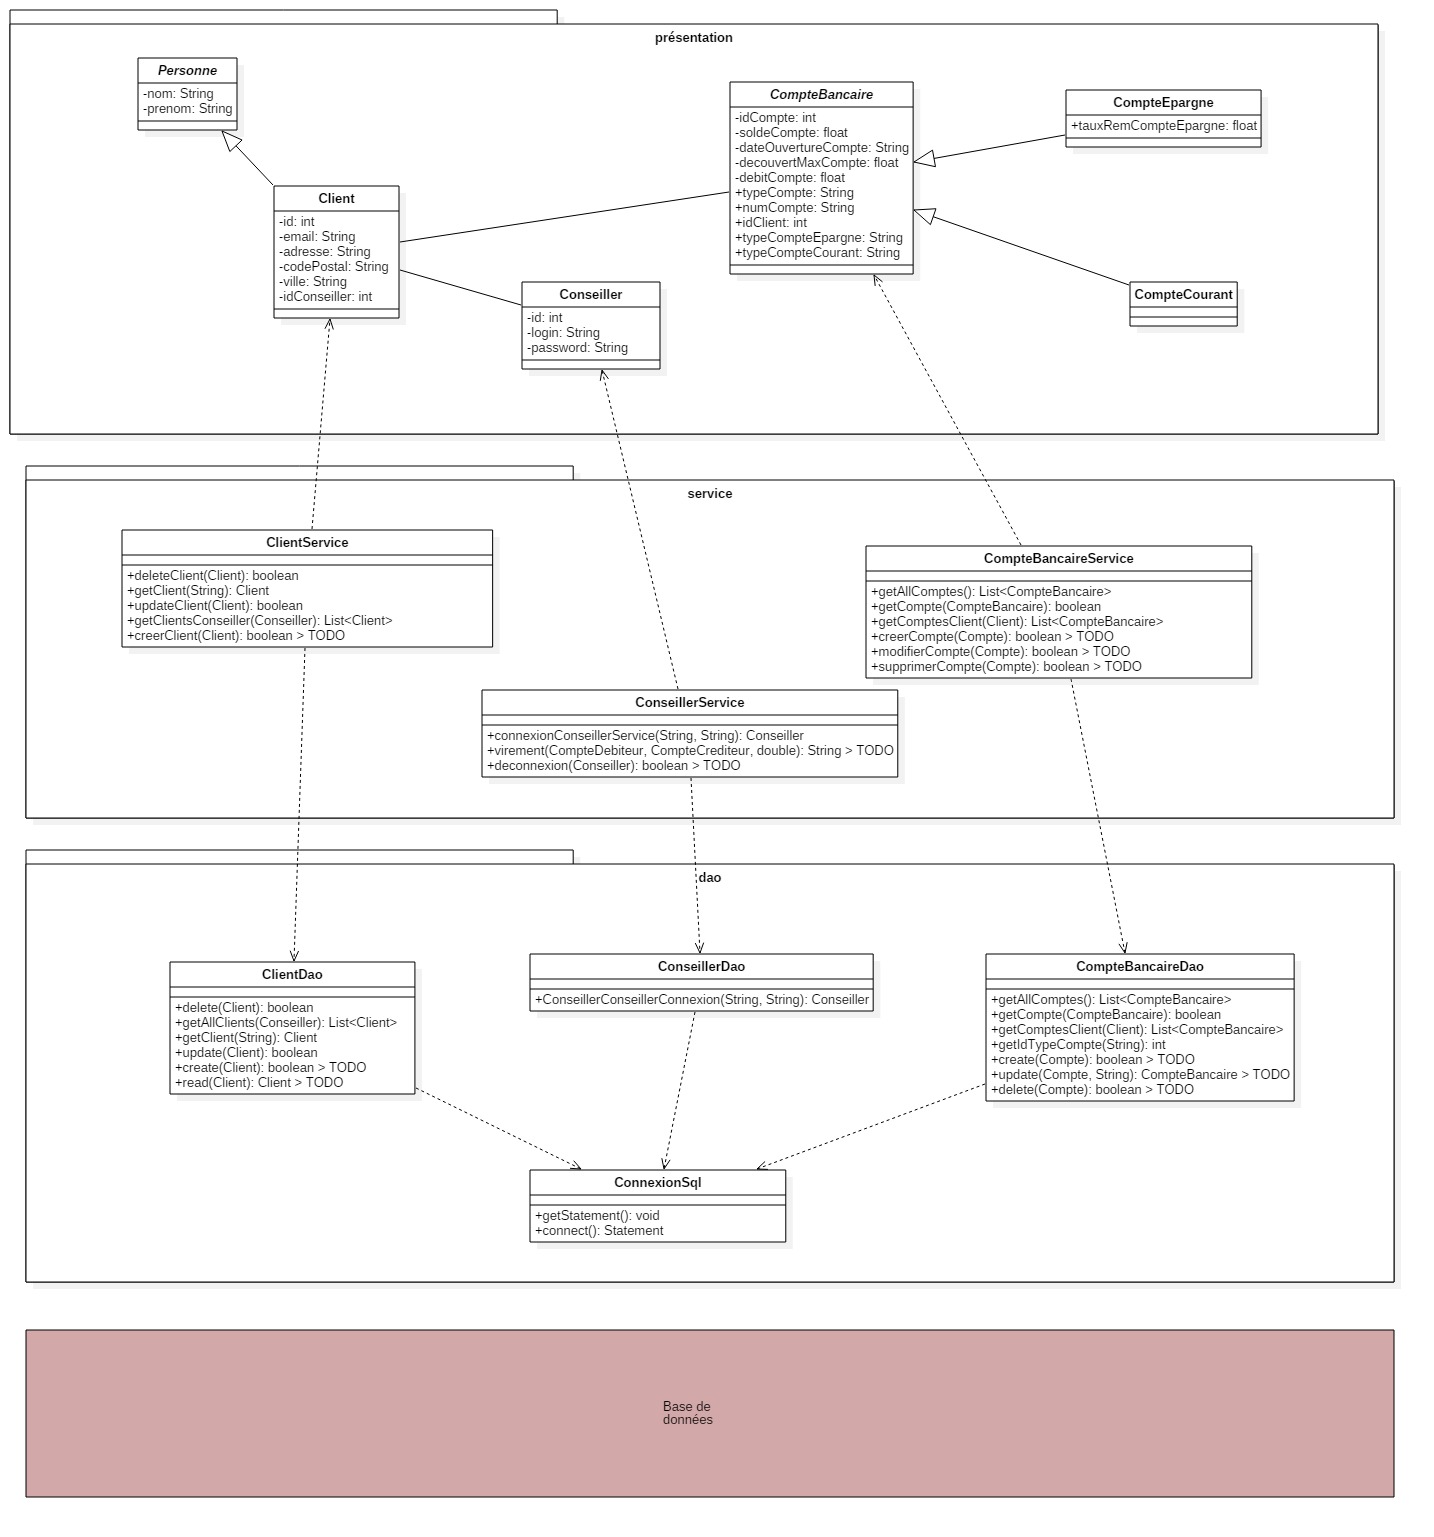 présentation
Personne
-nom: String
-prenom: String
CompteBancaire
-idCompte: int
-soldeCompte: float
-dateOuvertureCompte: String
-decouvertMaxCompte: float
-debitCompte: float
+typeCompte: String
+numCompte: String
+idClient: int
+typeCompteEpargne: String
+typeCompteCourant: String
CompteEpargne
+tauxRemCompteEpargne: float
Client
-id: int
-email: String
-adresse: String
-codePostal: String
-ville: String
-idConseiller: int
Conseiller
-id: int
-login: String
-password: String
CompteCourant
service
ClientService
+deleteClient(Client): boolean
+getClient(String): Client
+updateClient(Client): boolean
+getClientsConseiller(Conseiller): List<Client>
+creerClient(Client): boolean > TODO
CompteBancaireService
+getAllComptes(): List<CompteBancaire>
+getCompte(CompteBancaire): boolean
+getComptesClient(Client): List<CompteBancaire>
+creerCompte(Compte): boolean > TODO
+modifierCompte(Compte): boolean > TODO
+supprimerCompte(Compte): boolean > TODO
ConseillerService
+connexionConseillerService(String, String): Conseiller
+virement(CompteDebiteur, CompteCrediteur, double): String > TODO
+deconnexion(Conseiller): boolean > TODO
dao
ClientDao
+delete(Client): boolean
+getAllClients(Conseiller): List<Client>
+getClient(String): Client
+update(Client): boolean
+create(Client): boolean > TODO
+read(Client): Client > TODO
ConseillerDao
+ConseillerConseillerConnexion(String, String): Conseiller
CompteBancaireDao
+getAllComptes(): List<CompteBancaire>
+getCompte(CompteBancaire): boolean
+getComptesClient(Client): List<CompteBancaire>
+getIdTypeCompte(String): int
+create(Compte): boolean > TODO
+update(Compte, String): CompteBancaire > TODO
+delete(Compte): boolean > TODO
ConnexionSql
+getStatement(): void
+connect(): Statement
Base de
données